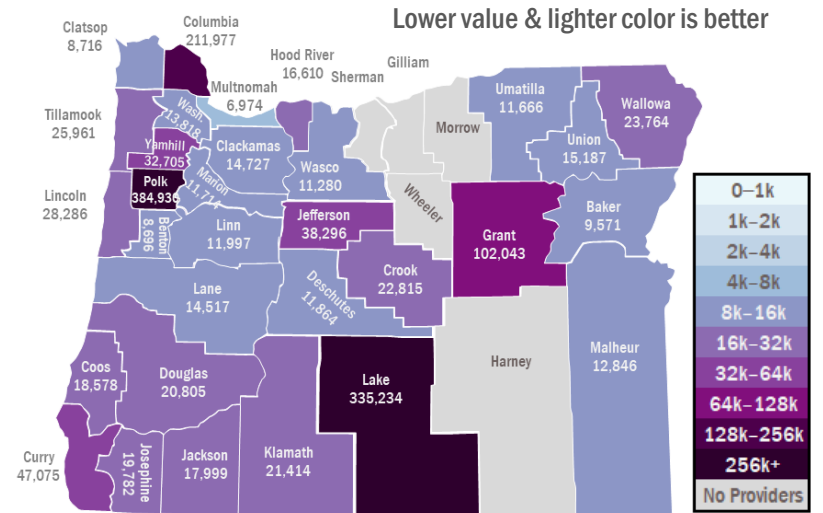 Lower value & lighter color is better
Clatsop
8,716
Columbia
211,977
Hood River
16,610
Sherman
Gilliam
Multnomah
6,974
Umatilla
11,666
Wallowa
23,764
Tillamook
25,961
Wash.
13,818
Morrow
Yamhill
32,705
Clackamas
14,727
Union
15,187
Wasco
11,280
Polk
384,936
Marion
11,714
Lincoln
28,286
Wheeler
Benton
8,696
Linn
11,997
Jefferson
38,296
Grant
102,043
Baker
9,571
Crook
22,815
Lane
14,517
Deschutes
11,864
Harney
Malheur
12,846
Coos
18,578
Douglas
20,805
Lake
335,234
Curry
47,075
Josephine
19,782
Jackson
17,999
Klamath
21,414
0–1k
1k–2k
2k–4k
4k–8k
8k–16k
16k–32k
32k–64k
64k–128k
128k–256k
256k+
No Providers